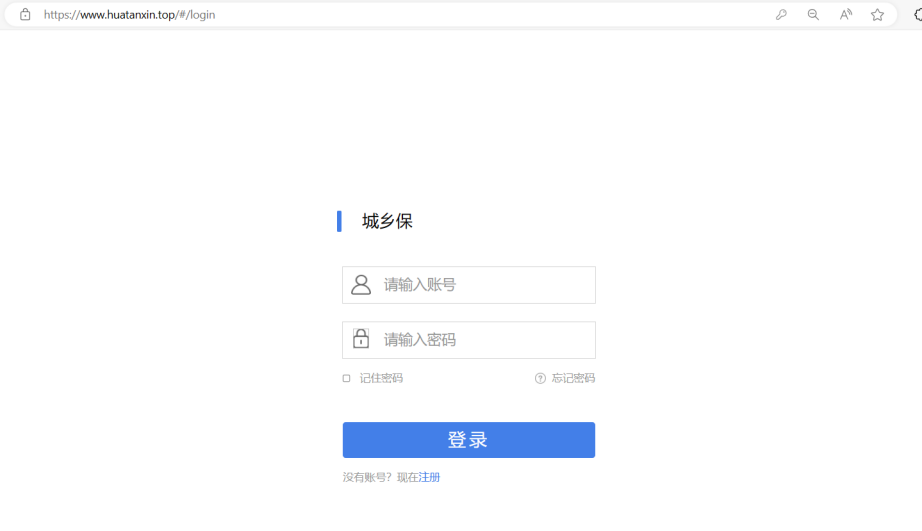 https://www.huatanxin.top/#/login
城乡保
请输入账号
请输入密码
记住密码 忘记密码
登录
没有账号？现在注册